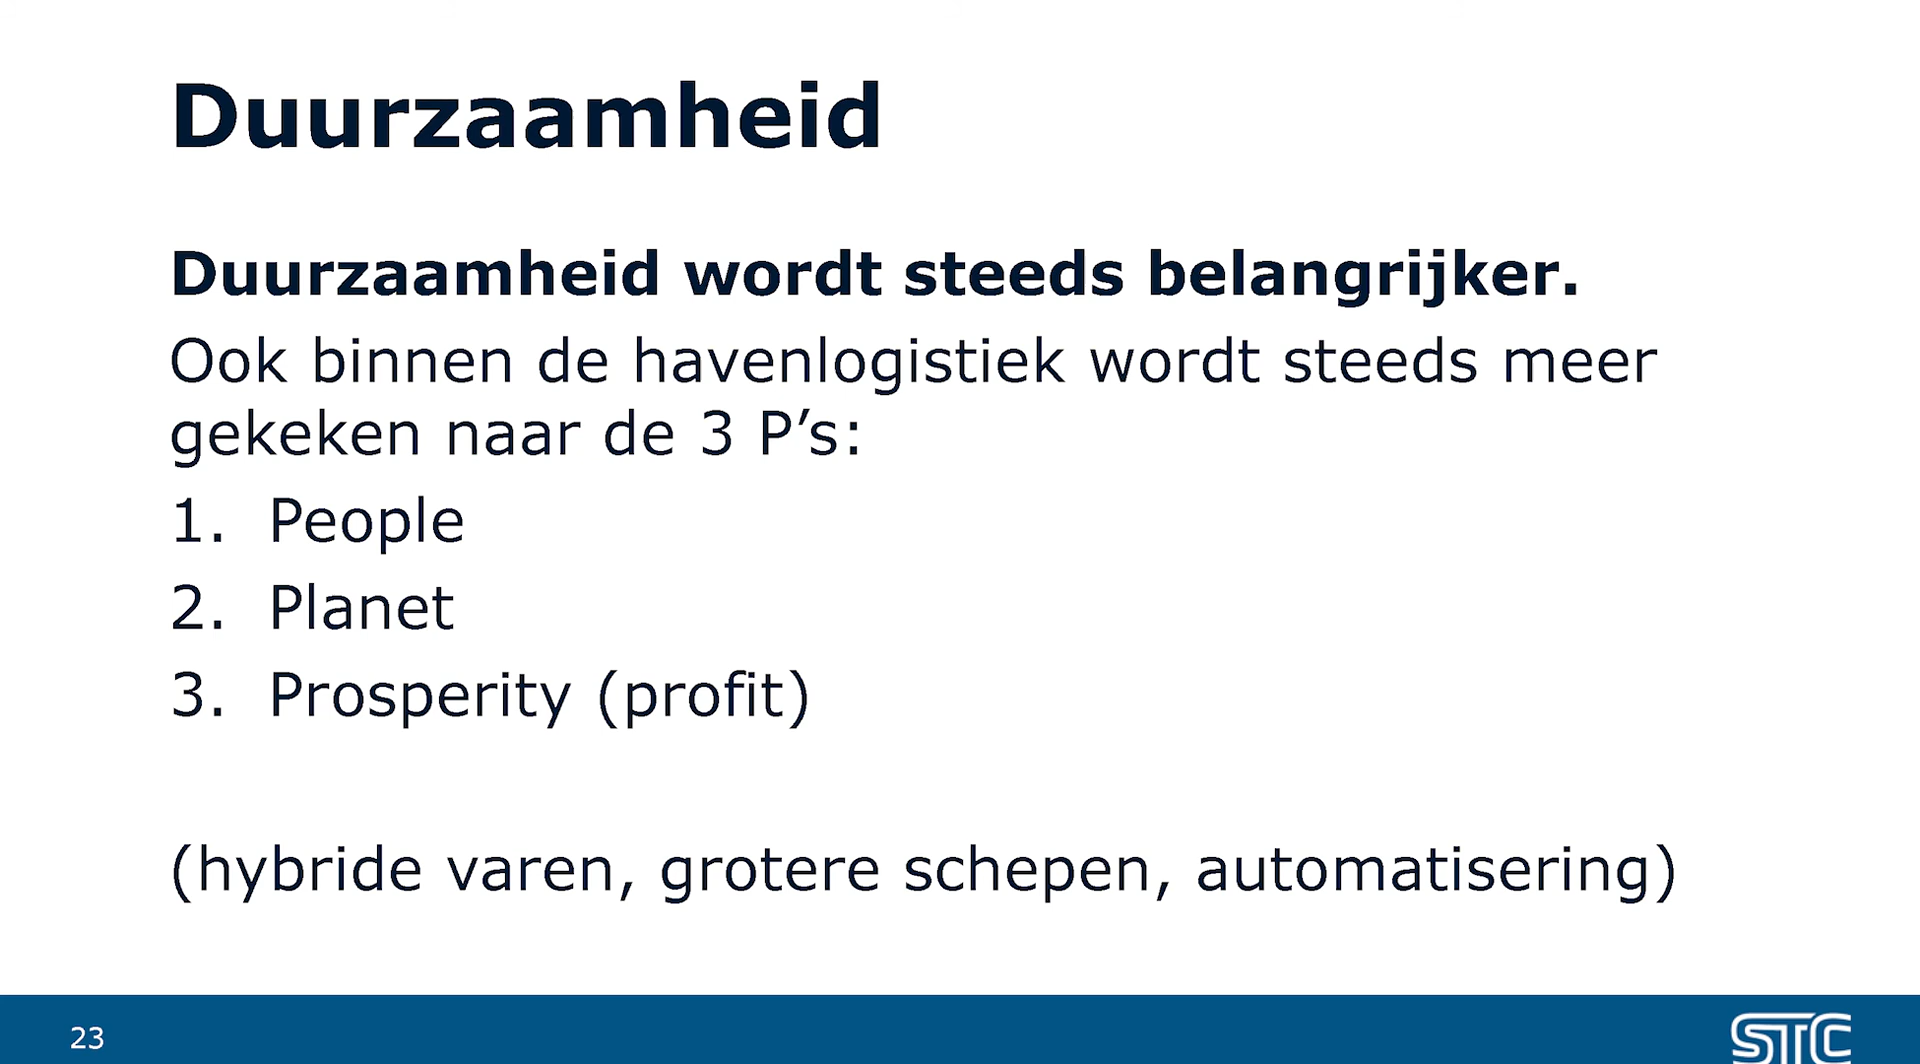 Duurzaamheid
Duurzaamheid wordt steeds belangrijker.
Ook binnen de havenlogistiek wordt steeds meer
gekeken naar de 3 P’s:
1. People
2. Planet
3. Prosperity (profit)
(hybride varen, grotere schepen, automatisering)
23
STC